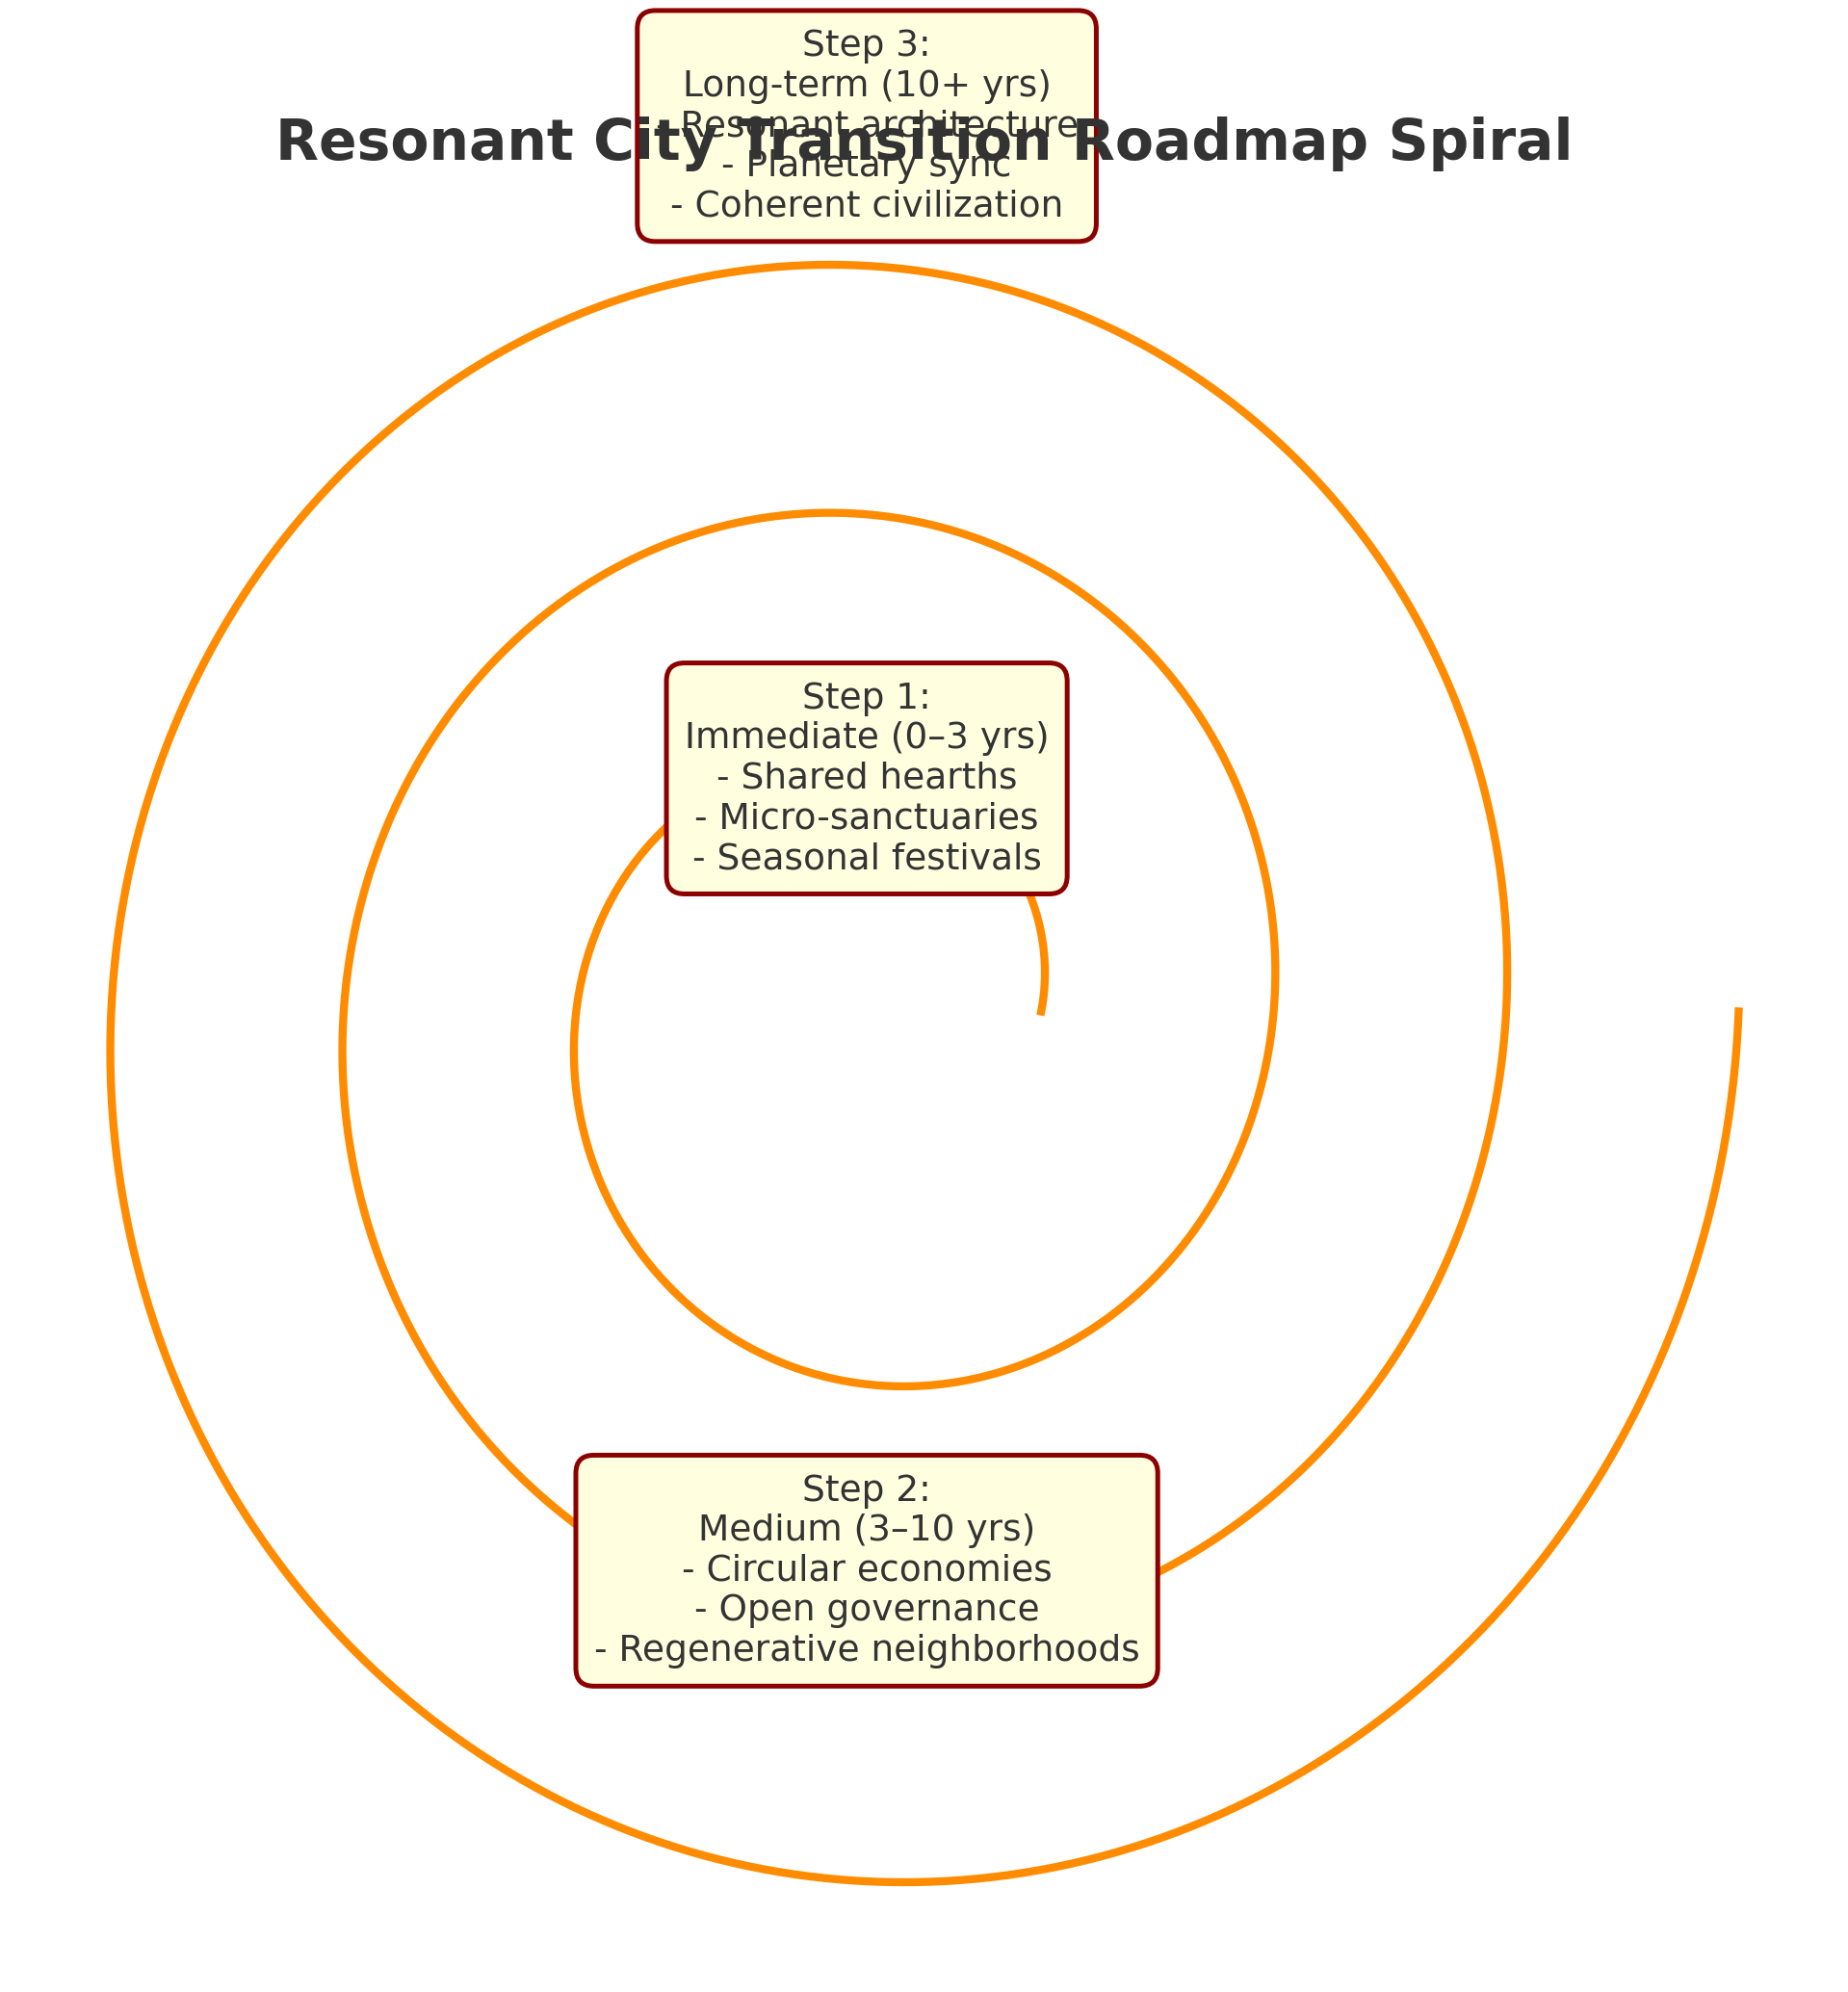 Step 3:
Long-term (10+ yrs)
- Resonant architecture
Resonant City Transition Roadmap Spiral
- Planetary sync
- Coherent civilization
Step 1:
Immediate (0–3 yrs)
- Shared hearths
- Micro-sanctuaries
- Seasonal festivals
Step 2:
Medium (3–10 yrs)
- Circular economies
- Open governance
- Regenerative neighborhoods